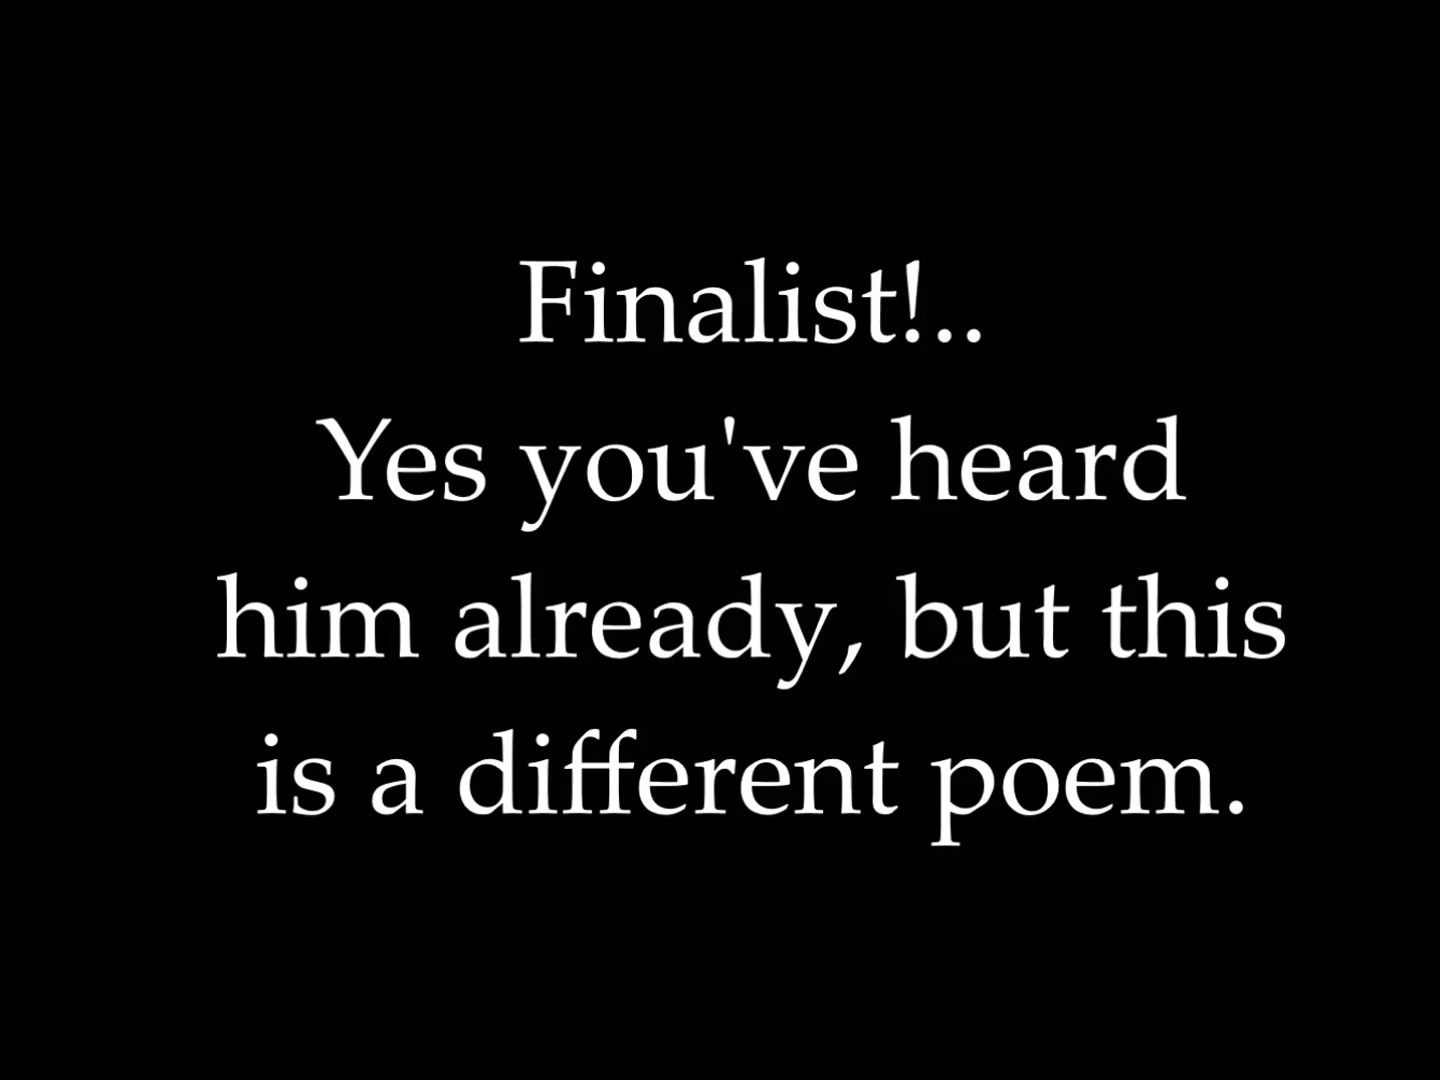 Finalist!..
Yes you've heard
him already, but this
is a different poem.